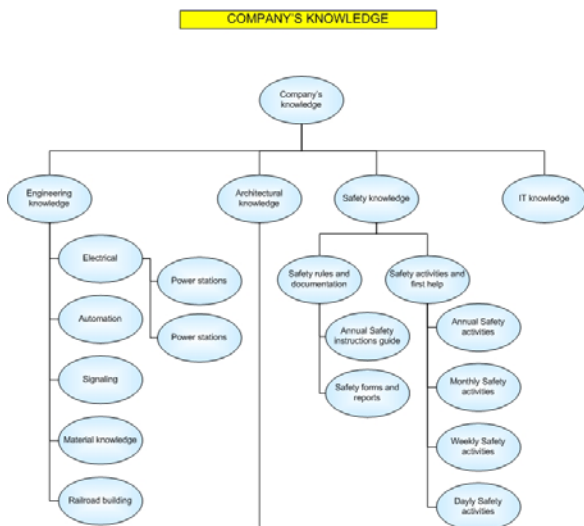 COMPANY'S KNOWLEDGE
Company's
knowledge
Engineering
knowledge
Architectural
knowledge
Safety knowledge
IT knowledge
Electrical
Power stations
Power stations
Automation
Signaling
Material knowledge
Railroad building
Safety rules and
documentation
Annual Safety
instructions guide
Safety forms and
reports
Safety activities and
first help
Annual Safety
activities
Monthly Safety
activities
Weekly Safety
activities
Dayly Safety
activities